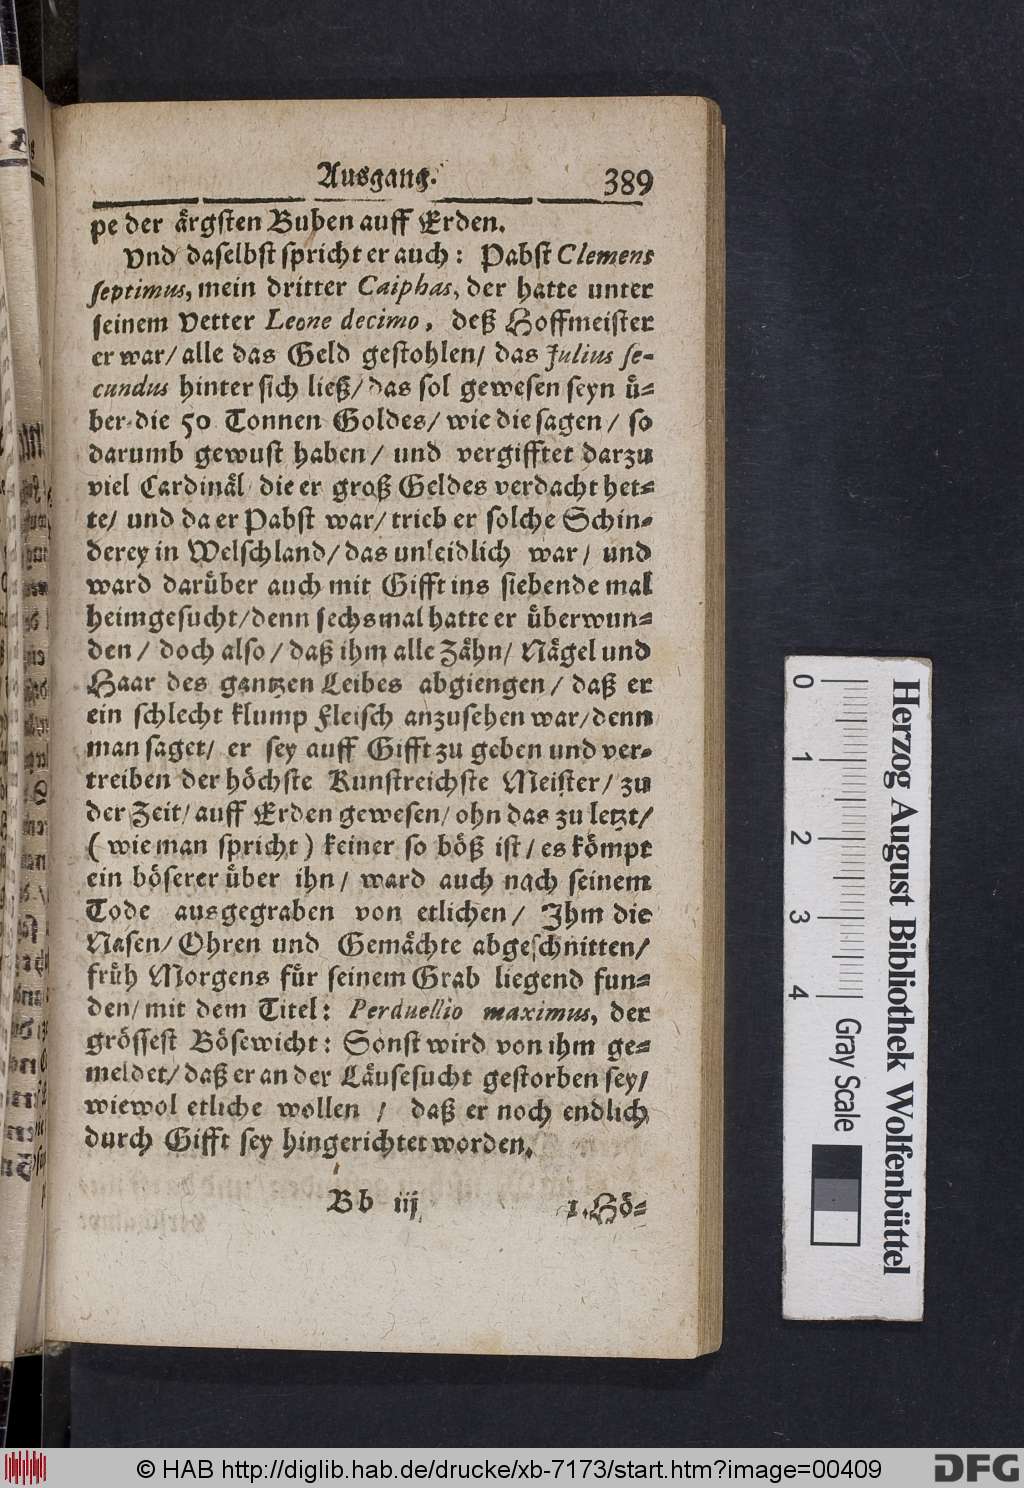 Ausgang. 389
pe der ärgsten Buben auff Erden.
Vnd daselbst spricht er auch: Pabst Clemens
septimus, mein dritter Caiphas, der hatte unter
seinem Vetter Leone decimo, deß Hoffmeister
er war/ alle das Geld gestohlen/ das Julius se-
cundus hinter sich ließ/ das sol gewesen seyn ü-
ber die 50 Tonnen Goldes/ wie die sagen/ so
darumb gewust haben/ und vergifftet darzu
viel Cardinäl die er groß Geldes verdacht het-
te/ und da er Pabst war/ trieb er solche Schin-
derey in Welschland/ das unleidlich war/ und
ward darüber auch mit Gifft ins siebende mal
heimgesucht/ denn sechsmal hatte er überwun-
den/ doch also/ daß ihm alle Zähn/ Nägel und
Haar des gantzen Leibes abgiengen/ daß er
ein schlecht klump Fleisch anzusehen war/ denn
man saget/ er sey auff Gifft zu geben und ver-
treiben der höchste Kunstreichste Meister/ zu
der Zeit/ auff Erden gewesen/ ohn das zu letzt/
(wie man spricht) keiner so böß ist/ es kömpt
ein böserer über ihn/ ward auch nach seinem
Tode ausgegraben von etlichen/ Ihm die
Nasen/ Ohren und Gemächte abgeschnitten/
früh Morgens für seinem Grab liegend fun-
den/ mit dem Titel: Perduellio maximus, der
grössest Bösewicht: Sonst wird von ihm ge-
meldet/ daß er an der Läusesucht gestorben sey/
wiewol etliche wollen/ daß er noch endlich
durch Gifft sey hingerichtet worden.
Bb iij 1. Hö-
0 1 2 3 4 Gray Scale
Herzog August Bibliothek Wolfenbüttel
© HAB http://diglib.hab.de/drucke/xb-7173/start.htm?image=00409
DFG